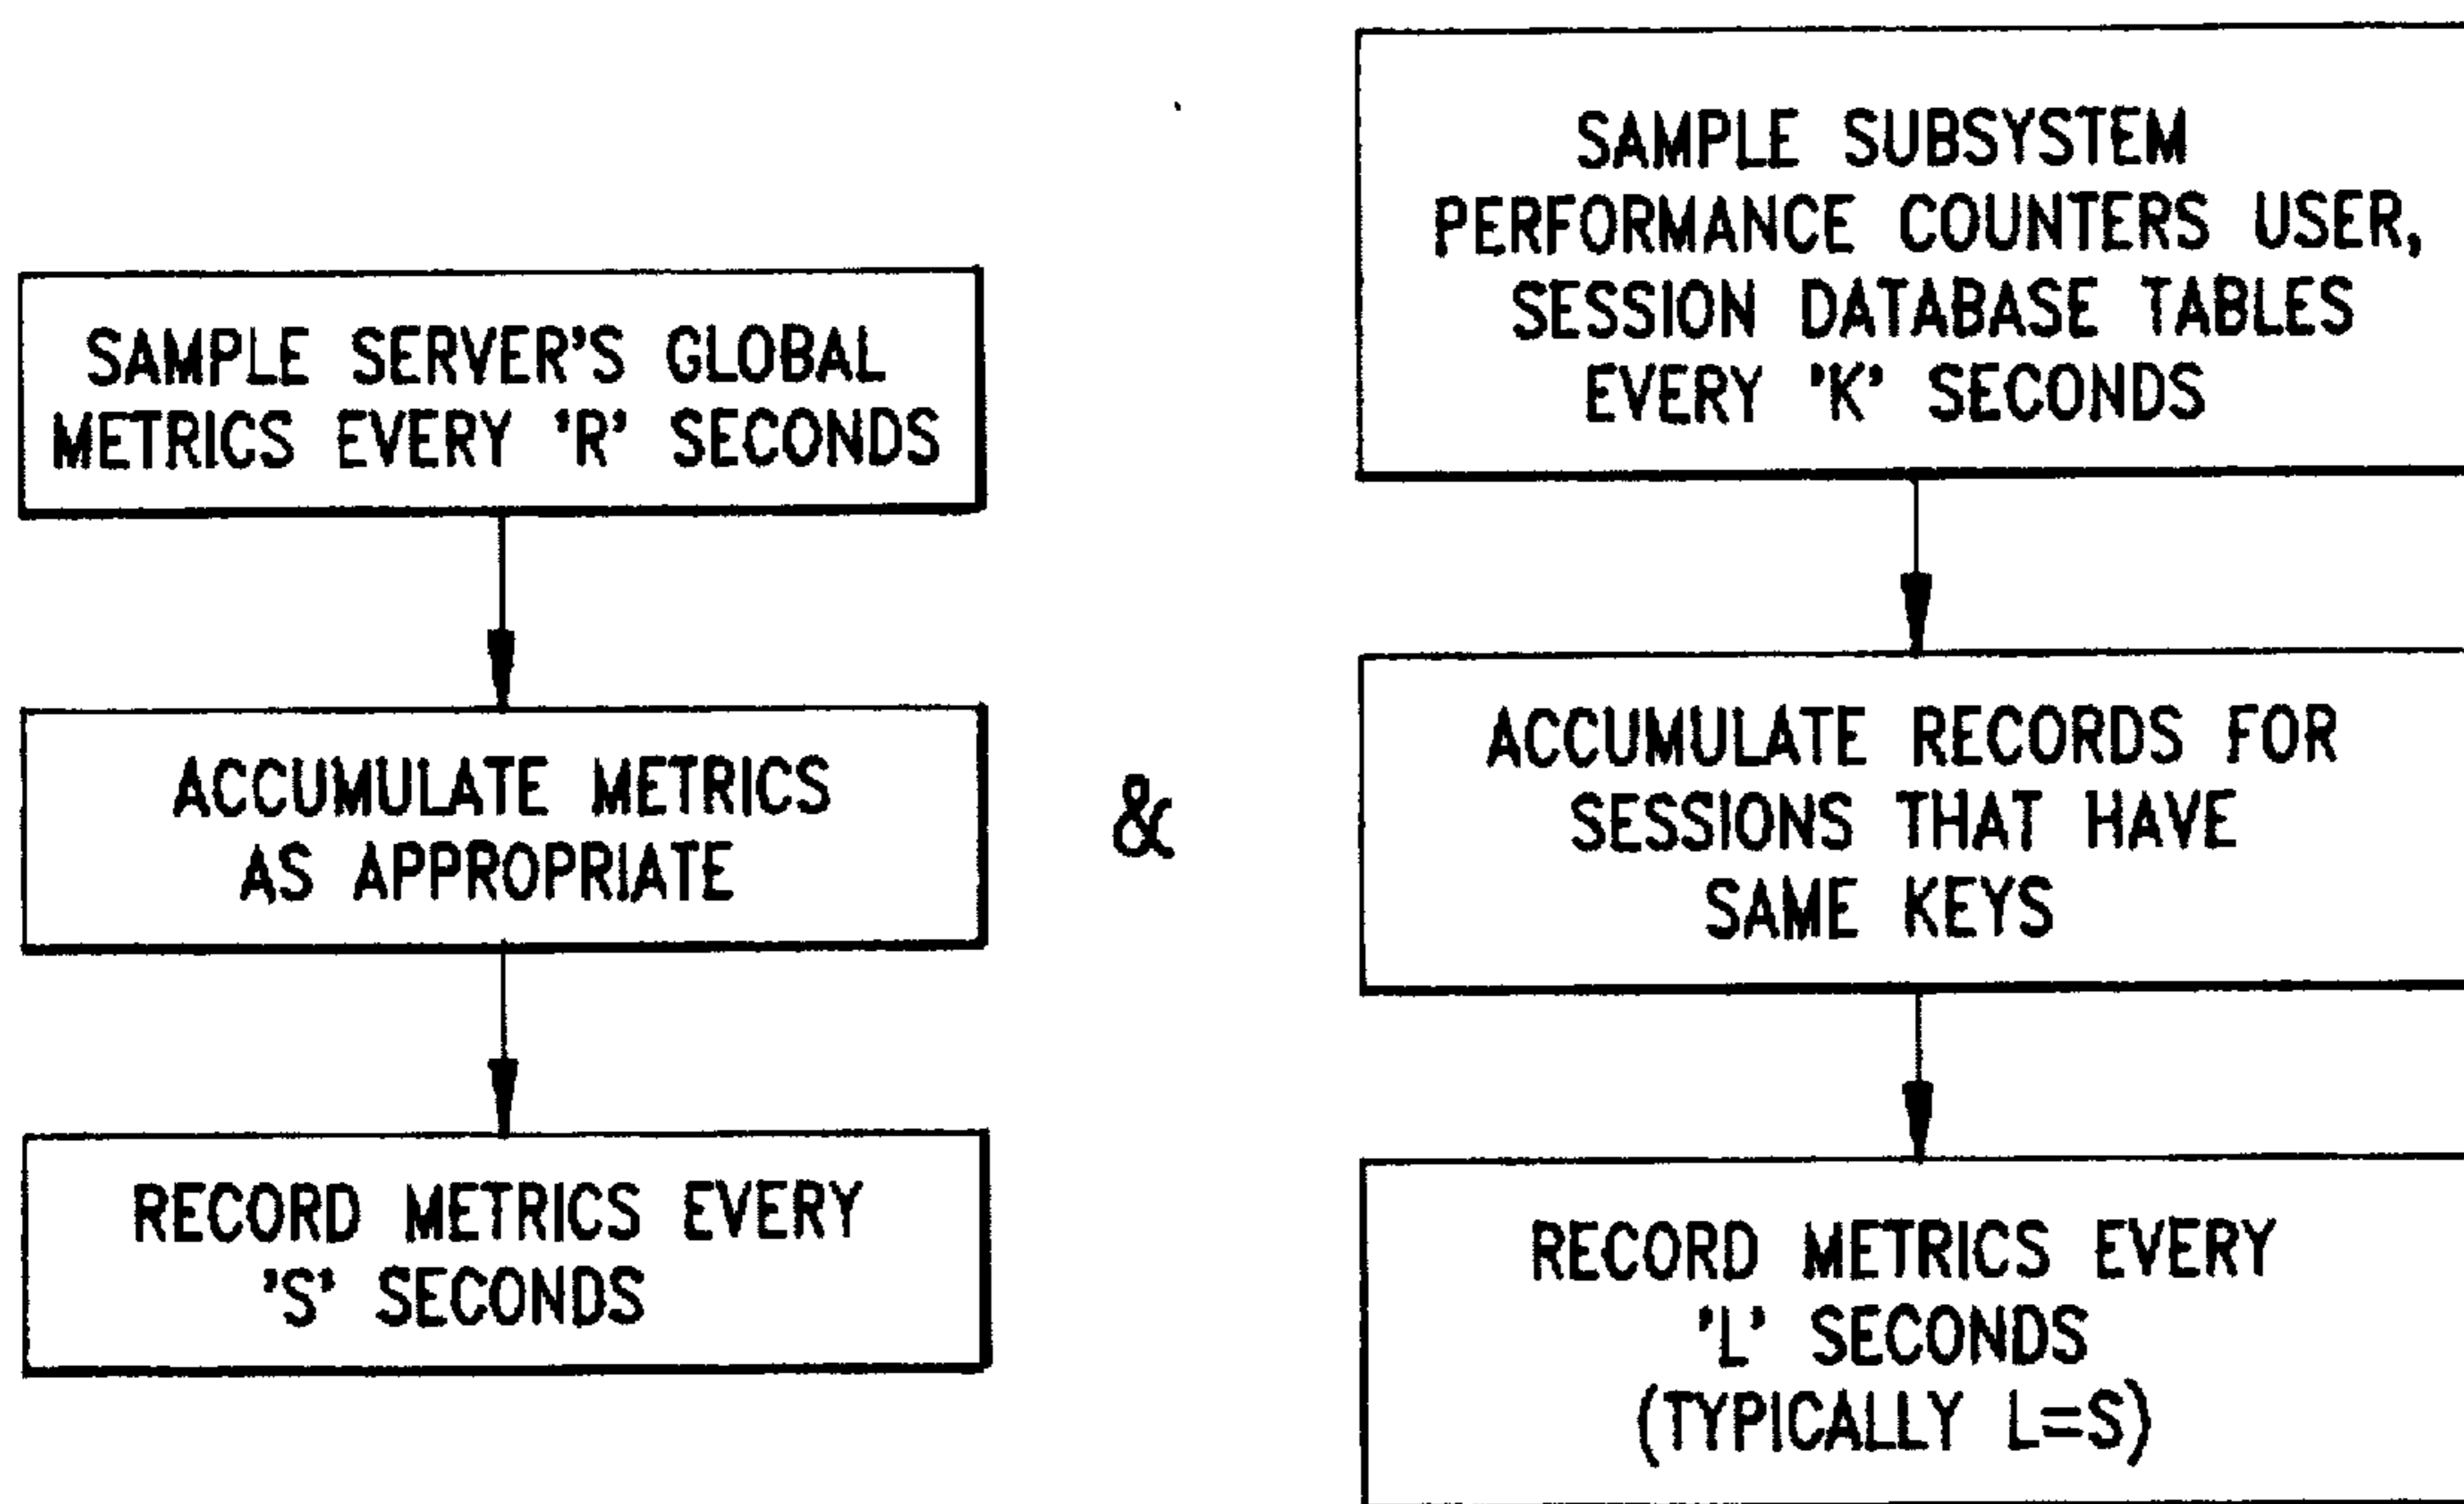 SAMPLE SERVER'S GLOBAL
METRICS EVERY 'R' SECONDS
ACCUMULATE METRICS
AS APPROPRIATE
RECORD METRICS EVERY
'S' SECONDS
&
SAMPLE SUBSYSTEM
PERFORMANCE COUNTERS USER,
SESSION DATABASE TABLES
EVERY 'K' SECONDS
ACCUMULATE RECORDS FOR
SESSIONS THAT HAVE
SAME KEYS
RECORD METRICS EVERY
'L' SECONDS
(TYPICALLY L=S)